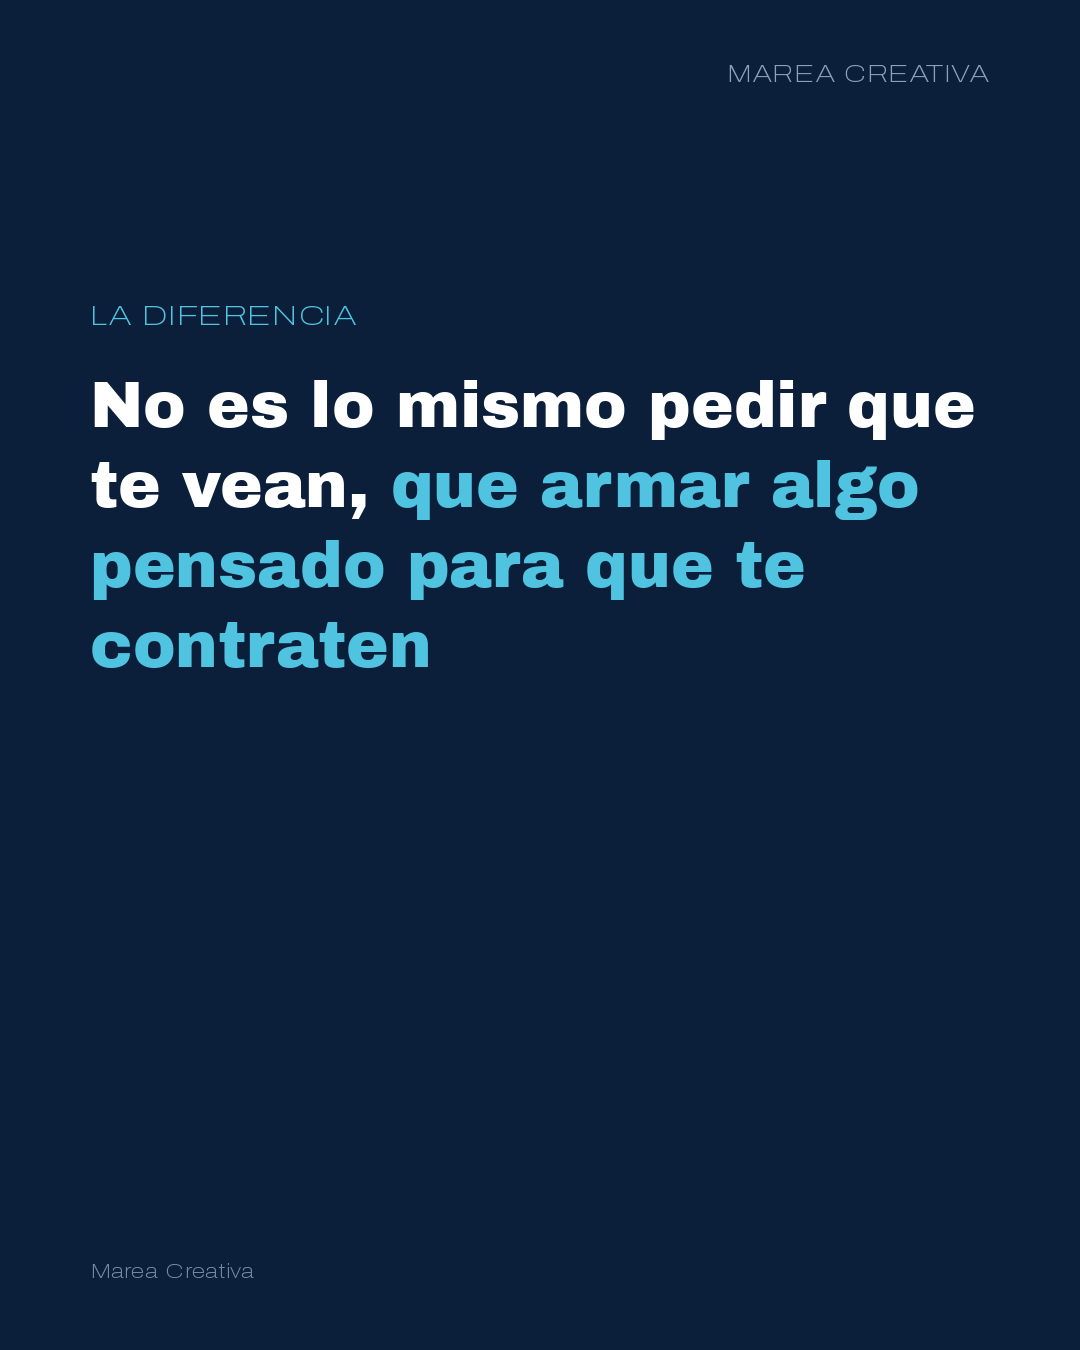 MAREA CREATIVA
LA DIFERENCIA
No es lo mismo pedir que
te vean, que armar algo
pensado para que te
contraten
Marea Creativa